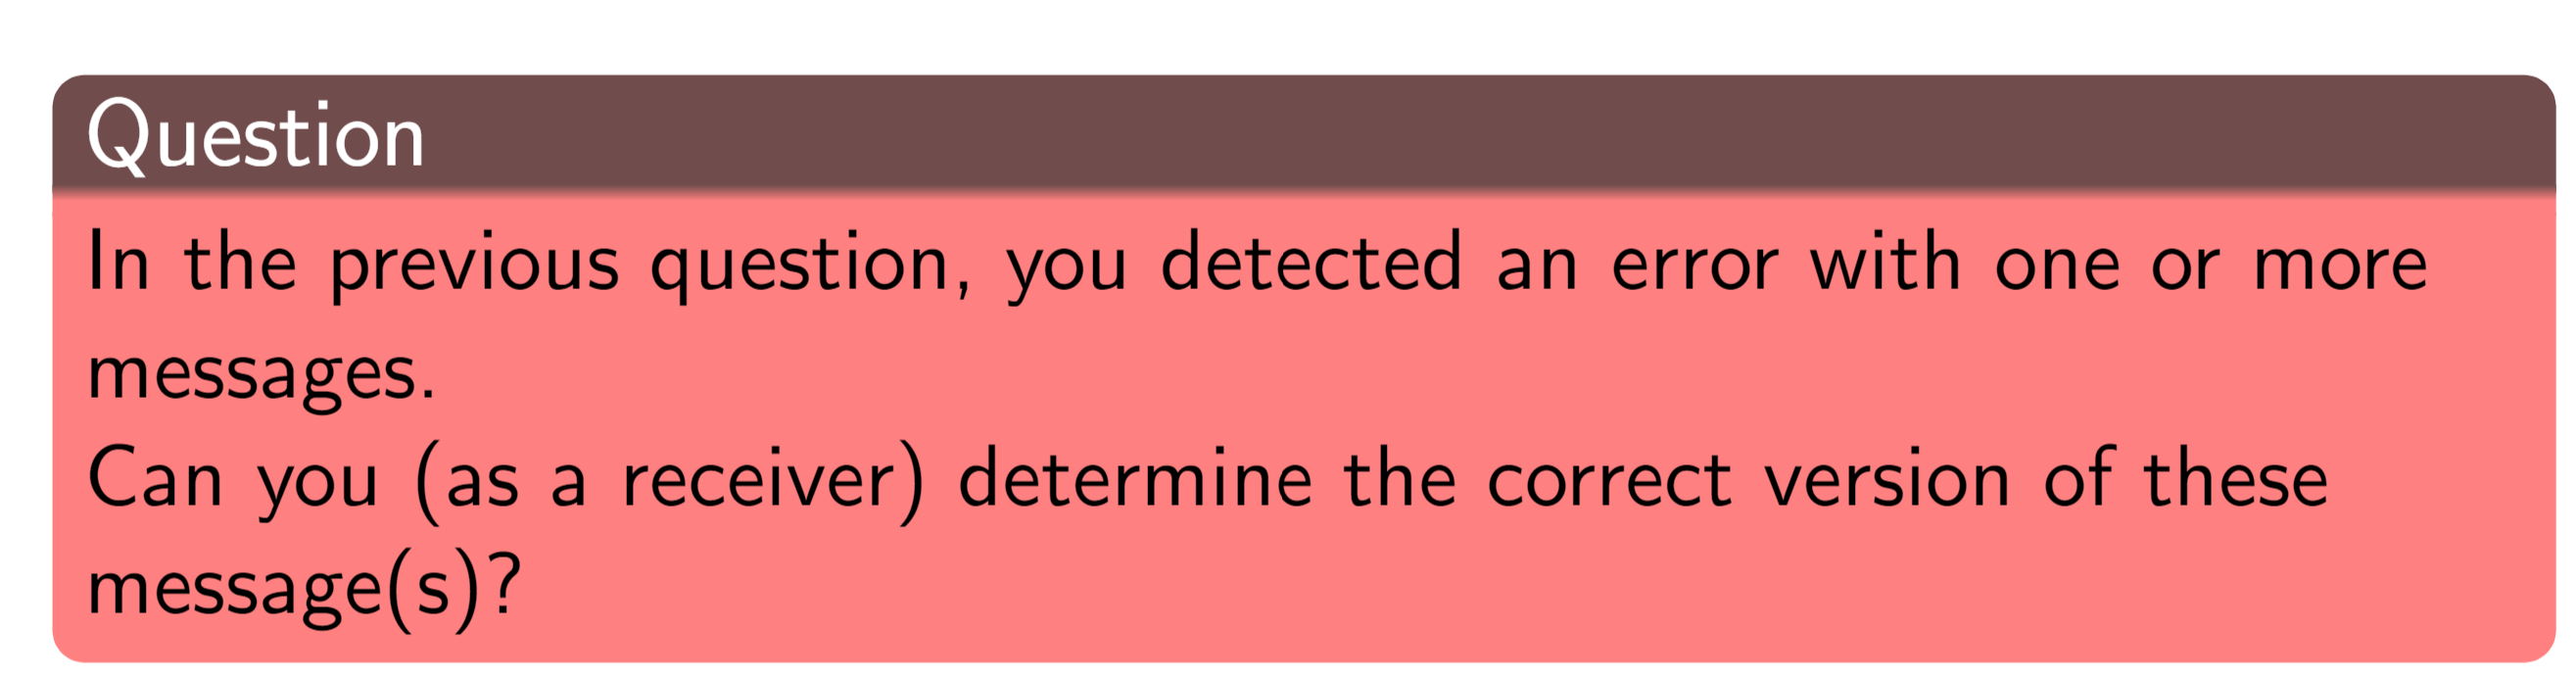 Question
In the previous question, you detected an error with one or more
messages.
Can you (as a receiver) determine the correct version of these
message(s)?